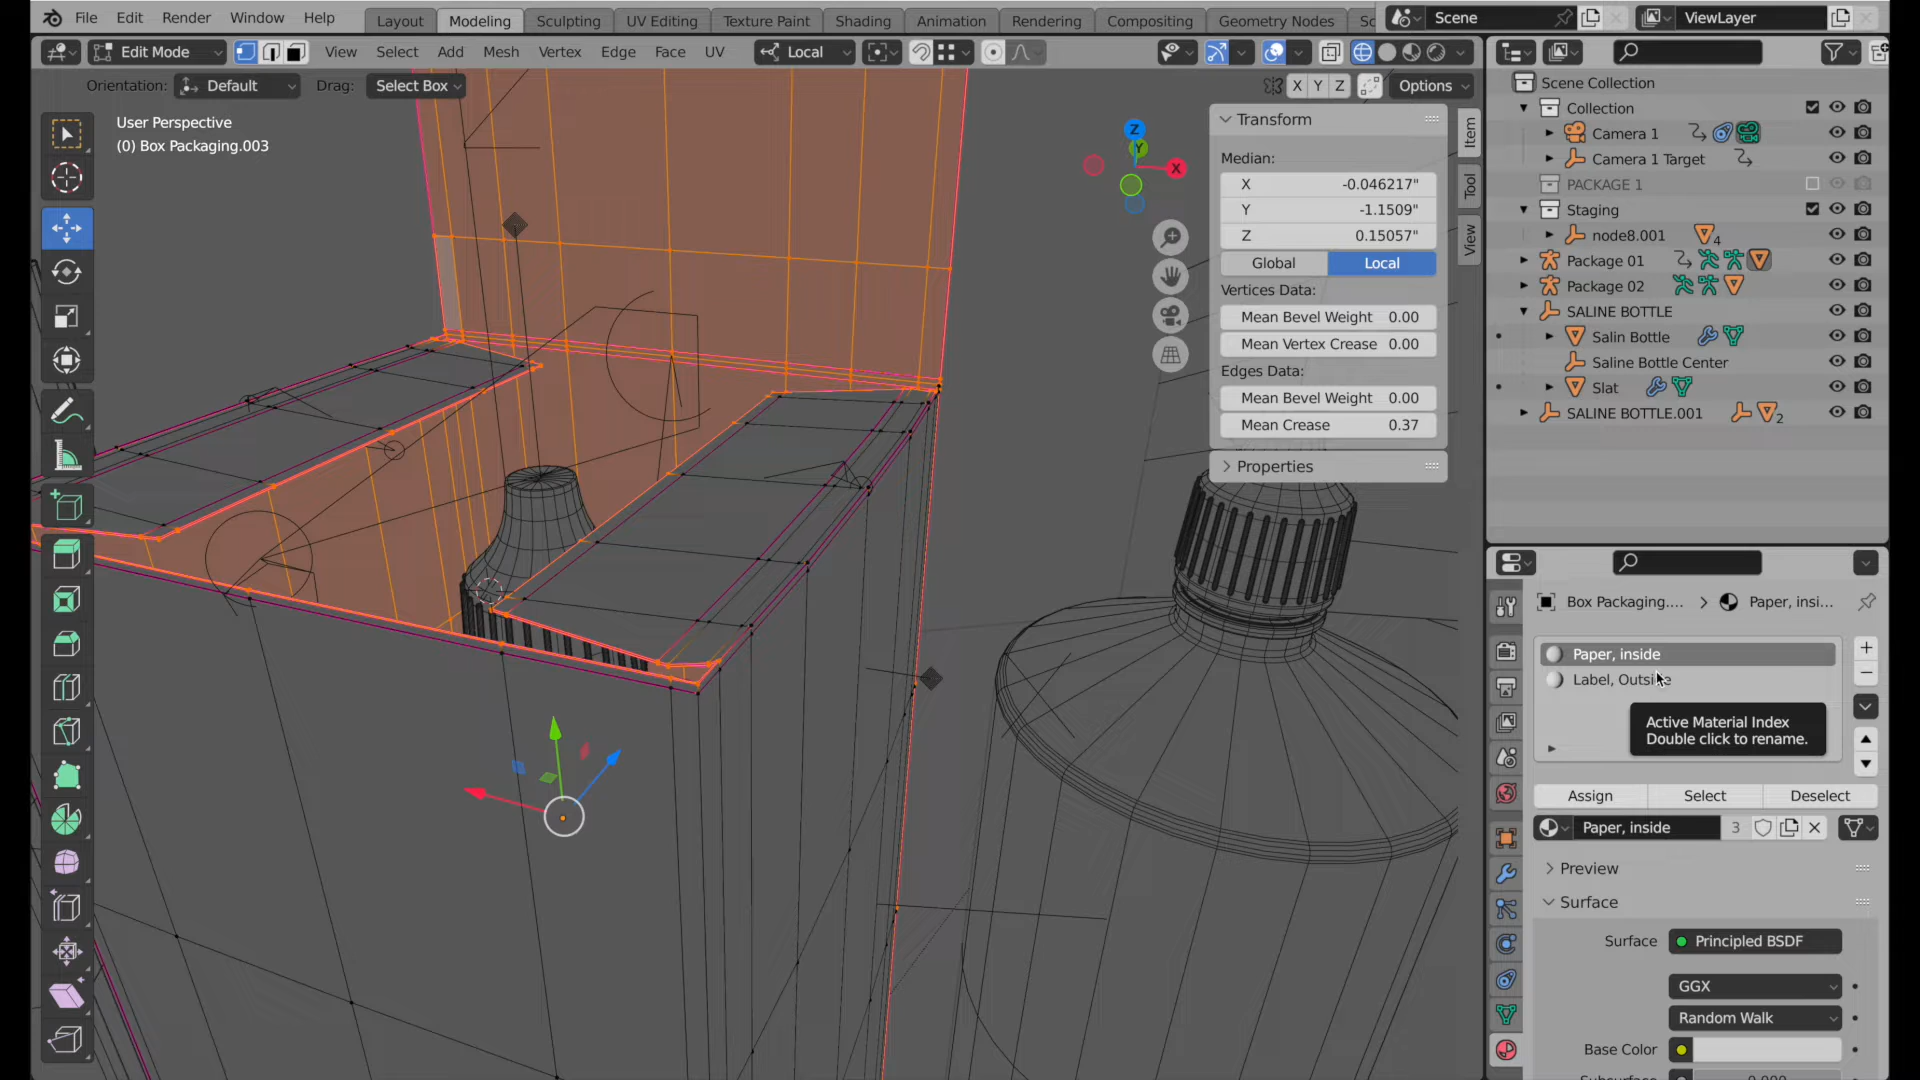 File Edit Render Window Help
Layout Modeling Sculpting UV Editing Texture Paint Shading Animation Rendering Compositing Geometry Nodes Sc
Scene
ViewLayer
Edit Mode View Select Add Mesh Vertex Edge Face UV Local
Orientation: Default Drag: Select Box
X Y Z Options
User Perspective
(0) Box Packaging.003
Z
Y
X
Transform
Median:
X -0.046217"
Y -1.1509"
Z 0.15057"
Global Local
Vertices Data:
Mean Bevel Weight 0.00
Mean Vertex Crease 0.00
Edges Data:
Mean Bevel Weight 0.00
Mean Crease 0.37
Properties
Item
Tool
View
Scene Collection
Collection
Camera 1
Camera 1 Target
PACKAGE 1
Staging
node8.001 4
Package 01
Package 02
SALINE BOTTLE
Salin Bottle
Saline Bottle Center
Slat
SALINE BOTTLE.001 2
Box Packaging.... Paper, insi...
Paper, inside
Label, Outside
Active Material Index
Double click to rename.
Assign Select Deselect
Paper, inside 3
Preview
Surface
Surface Principled BSDF
GGX
Random Walk
Base Color